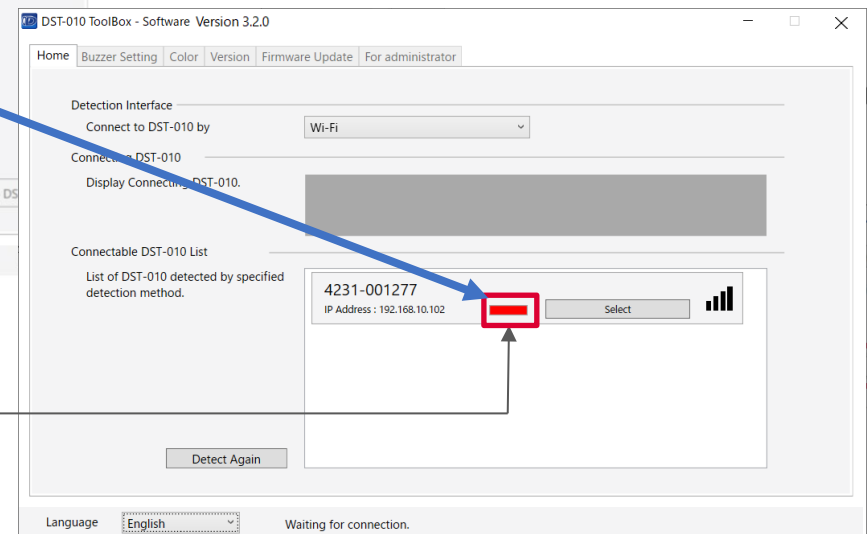 DST-010 ToolBox - Software Version 3.2.0
Home Buzzer Setting Color Version Firmware Update For administrator
Detection Interface
Connect to DST-010 by Wi-Fi
Connecting DST-010
Display Connecting DST-010.
DS
Connectable DST-010 List
List of DST-010 detected by specified
detection method.
4231-001277
IP Address : 192.168.10.102
Select
Detect Again
Language English Waiting for connection.